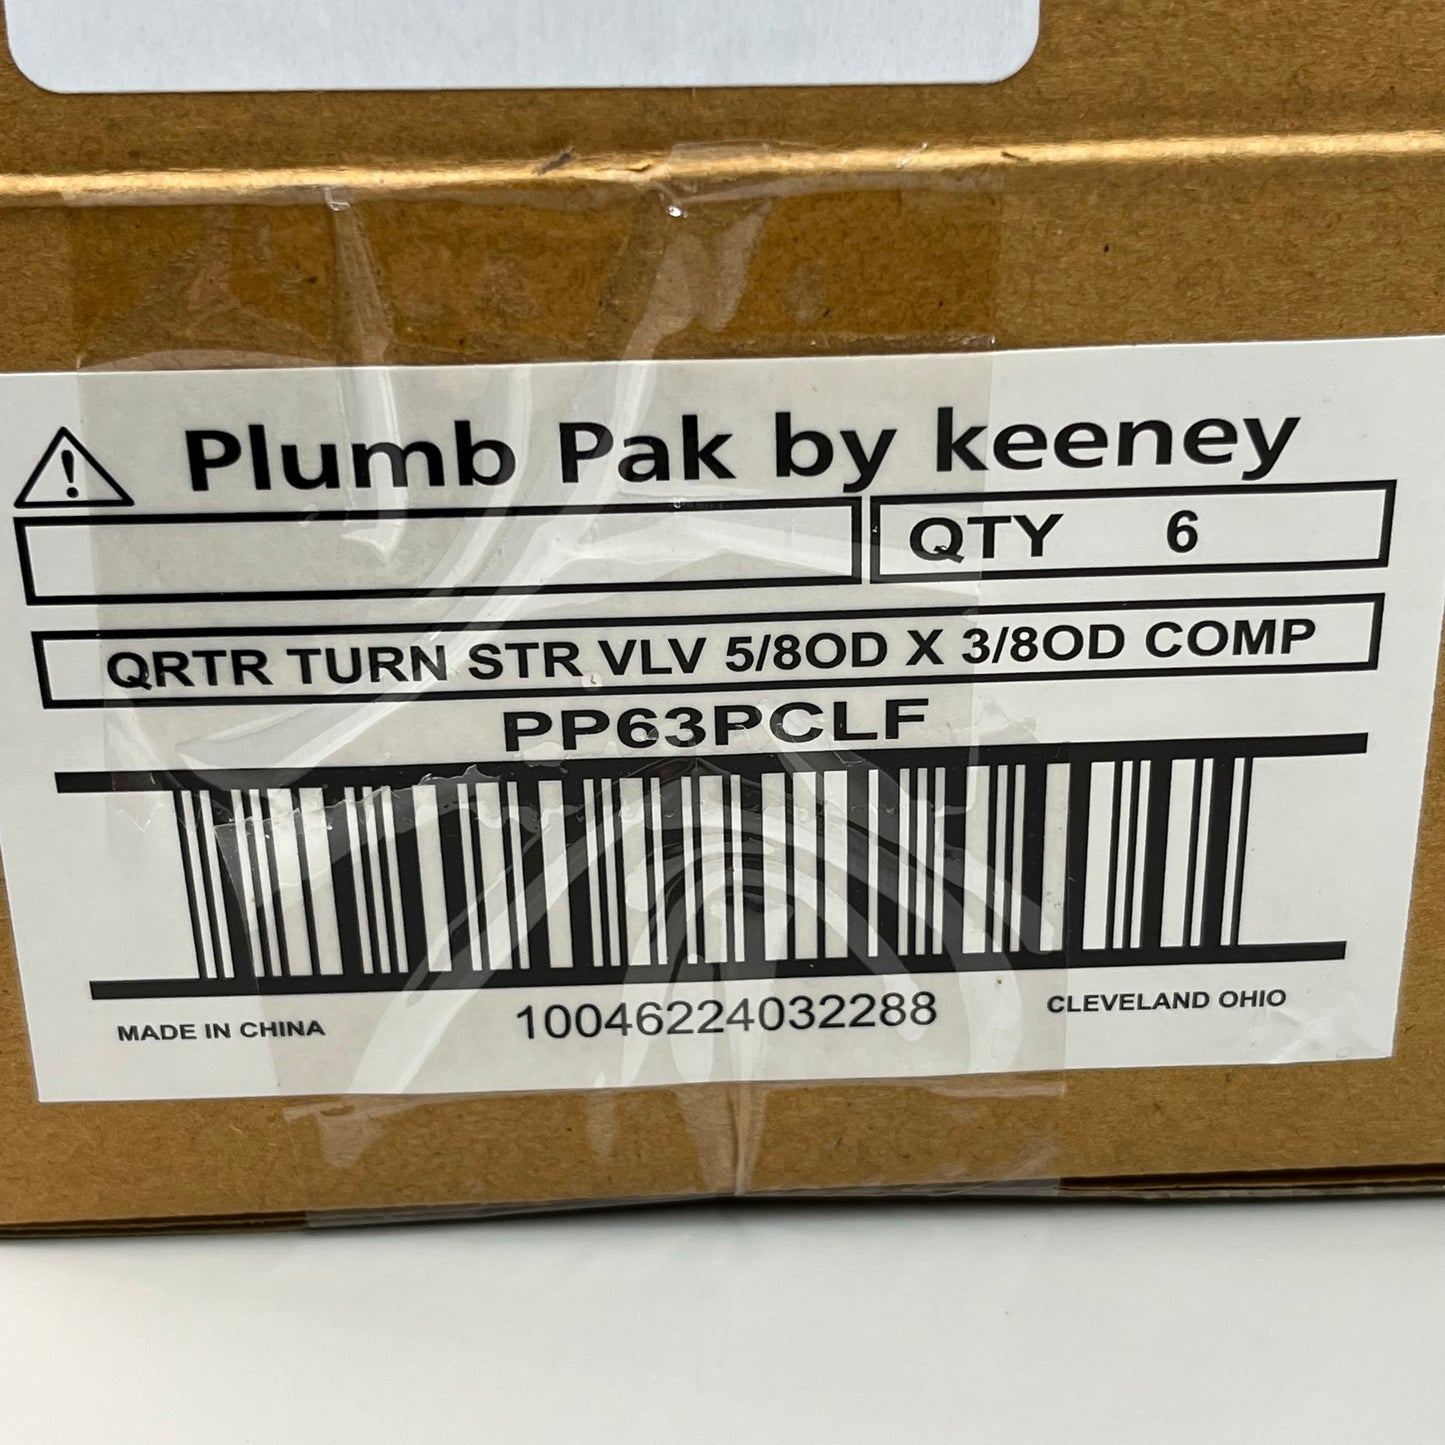 Plumb Pak by keeney
QTY 6
QRTR TURN STR VLV 5/8OD X 3/8OD COMP
PP63PCLF
10046224032288
MADE IN CHINA
CLEVELAND OHIO